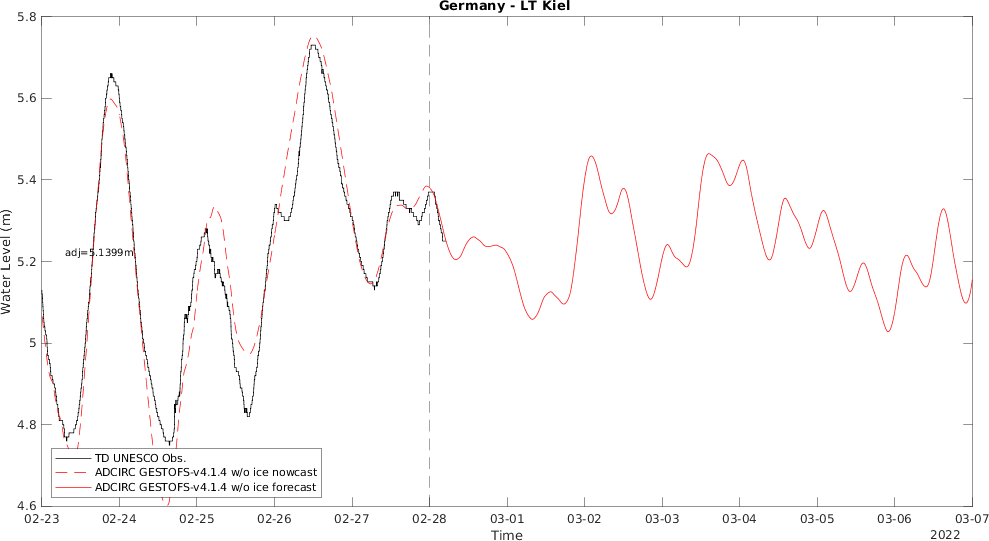 Germany - LT Kiel
5.8
5.6
5.4
5.2
5
4.8
4.6
Water Level (m)
adj=5.1399m
TD UNESCO Obs.
ADCIRC GESTOFS-v4.1.4 w/o ice nowcast
ADCIRC GESTOFS-v4.1.4 w/o ice forecast
02-23 02-24 02-25 02-26 02-27 02-28 03-01 03-02 03-03 03-04 03-05 03-06 03-07
Time
2022